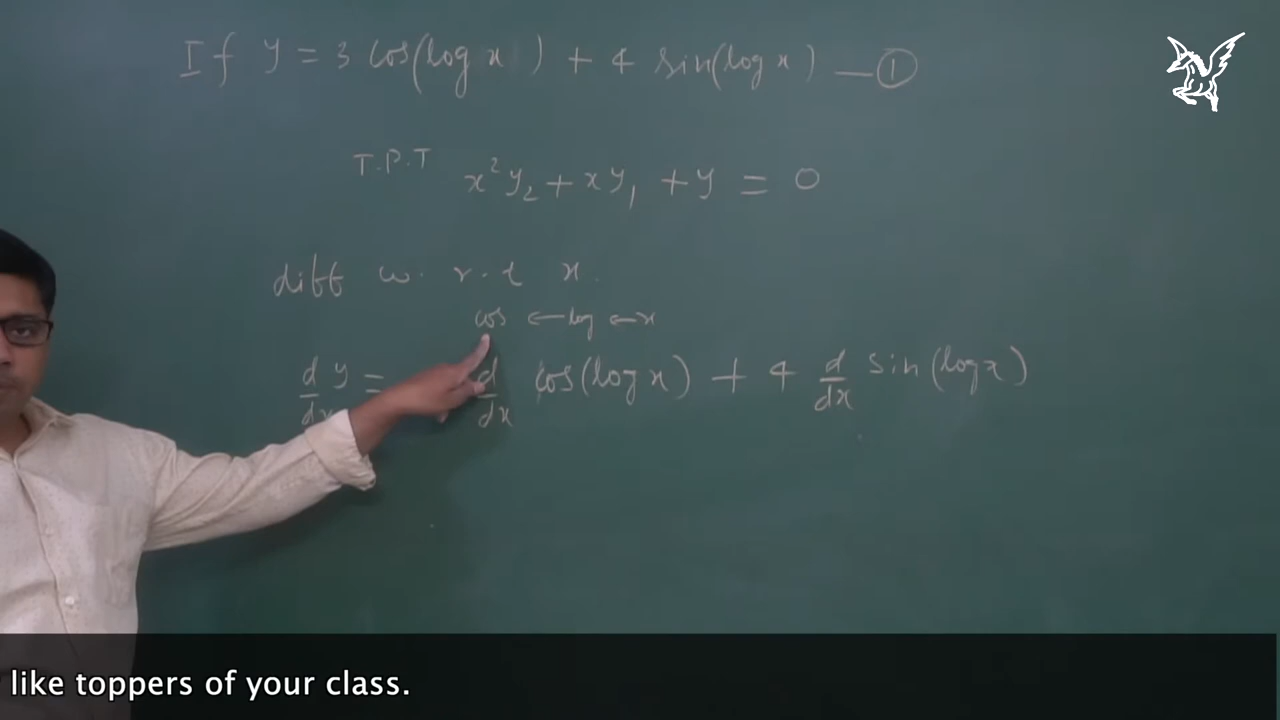 If y = 3 cos(log x) + 4 sin(log x) — ①
T.P.T x²y₂ + xy₁ + y = 0
diff w. r. t x.
cos ← log ← x
d/dx y = d/dx cos(log x) + 4 d/dx sin(log x)
like toppers of your class.